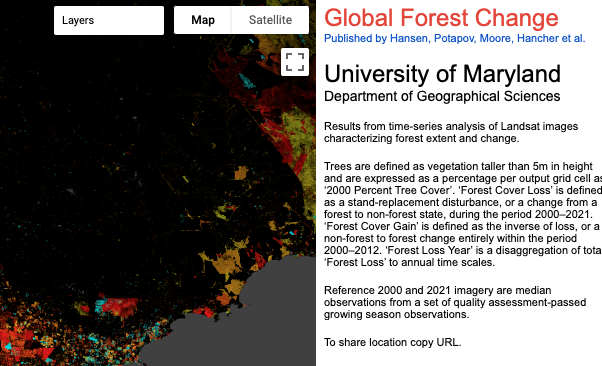 Layers
Map
Satellite
Global Forest Change
Published by Hansen, Potapov, Moore, Hancher et al.
University of Maryland
Department of Geographical Sciences
Results from time-series analysis of Landsat images
characterizing forest extent and change.
Trees are defined as vegetation taller than 5m in height
and are expressed as a percentage per output grid cell as
‘2000 Percent Tree Cover’. ‘Forest Cover Loss’ is defined
as a stand-replacement disturbance, or a change from a
forest to non-forest state, during the period 2000–2021.
‘Forest Cover Gain’ is defined as the inverse of loss, or a
non-forest to forest change entirely within the period
2000–2012. ‘Forest Loss Year’ is a disaggregation of tota
‘Forest Loss’ to annual time scales.
Reference 2000 and 2021 imagery are median
observations from a set of quality assessment-passed
growing season observations.
To share location copy URL.